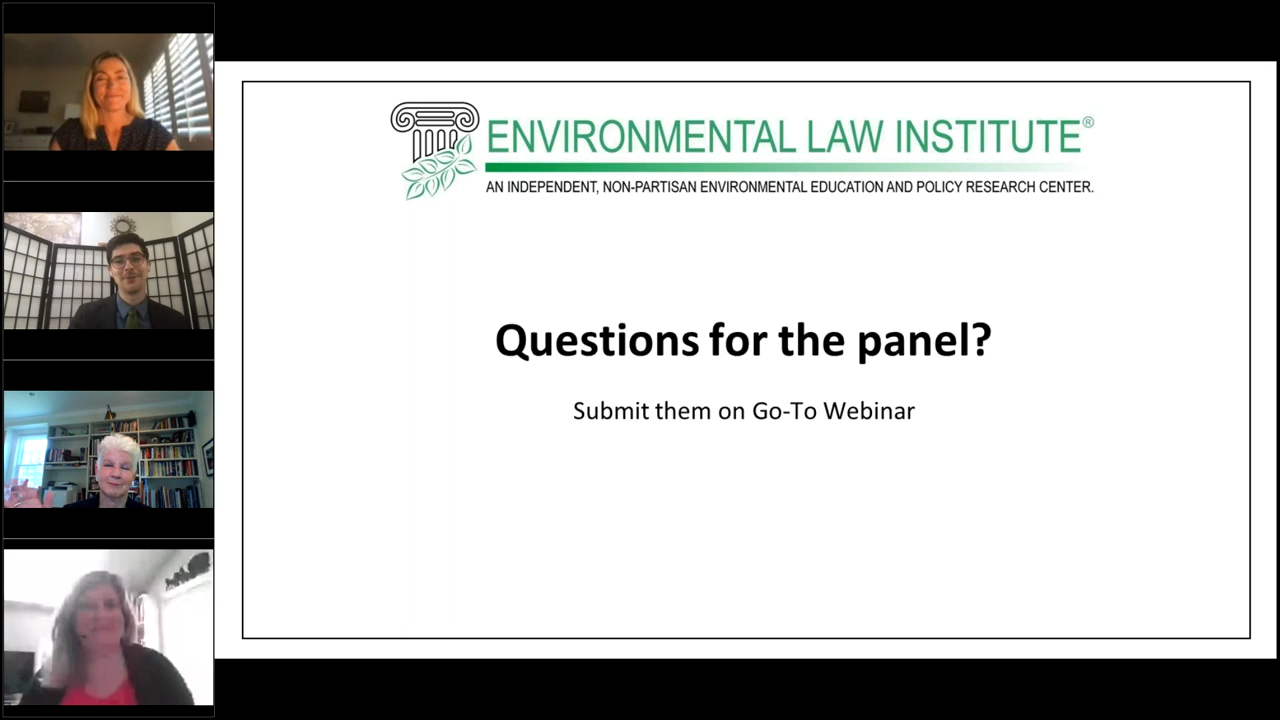 ENVIRONMENTAL LAW INSTITUTE®
AN INDEPENDENT, NON-PARTISAN ENVIRONMENTAL EDUCATION AND POLICY RESEARCH CENTER.
Questions for the panel?
Submit them on Go-To Webinar